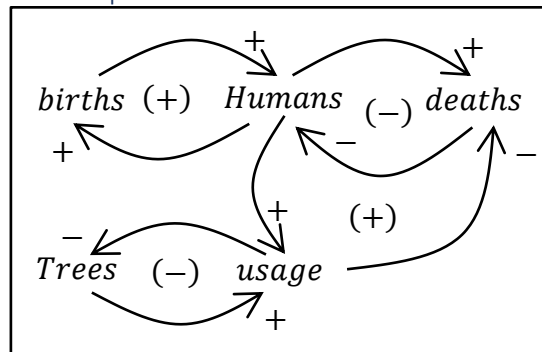 + +
births (+) Humans (−) deaths
+ − −
+ (+)
− 
Trees (−) usage
+